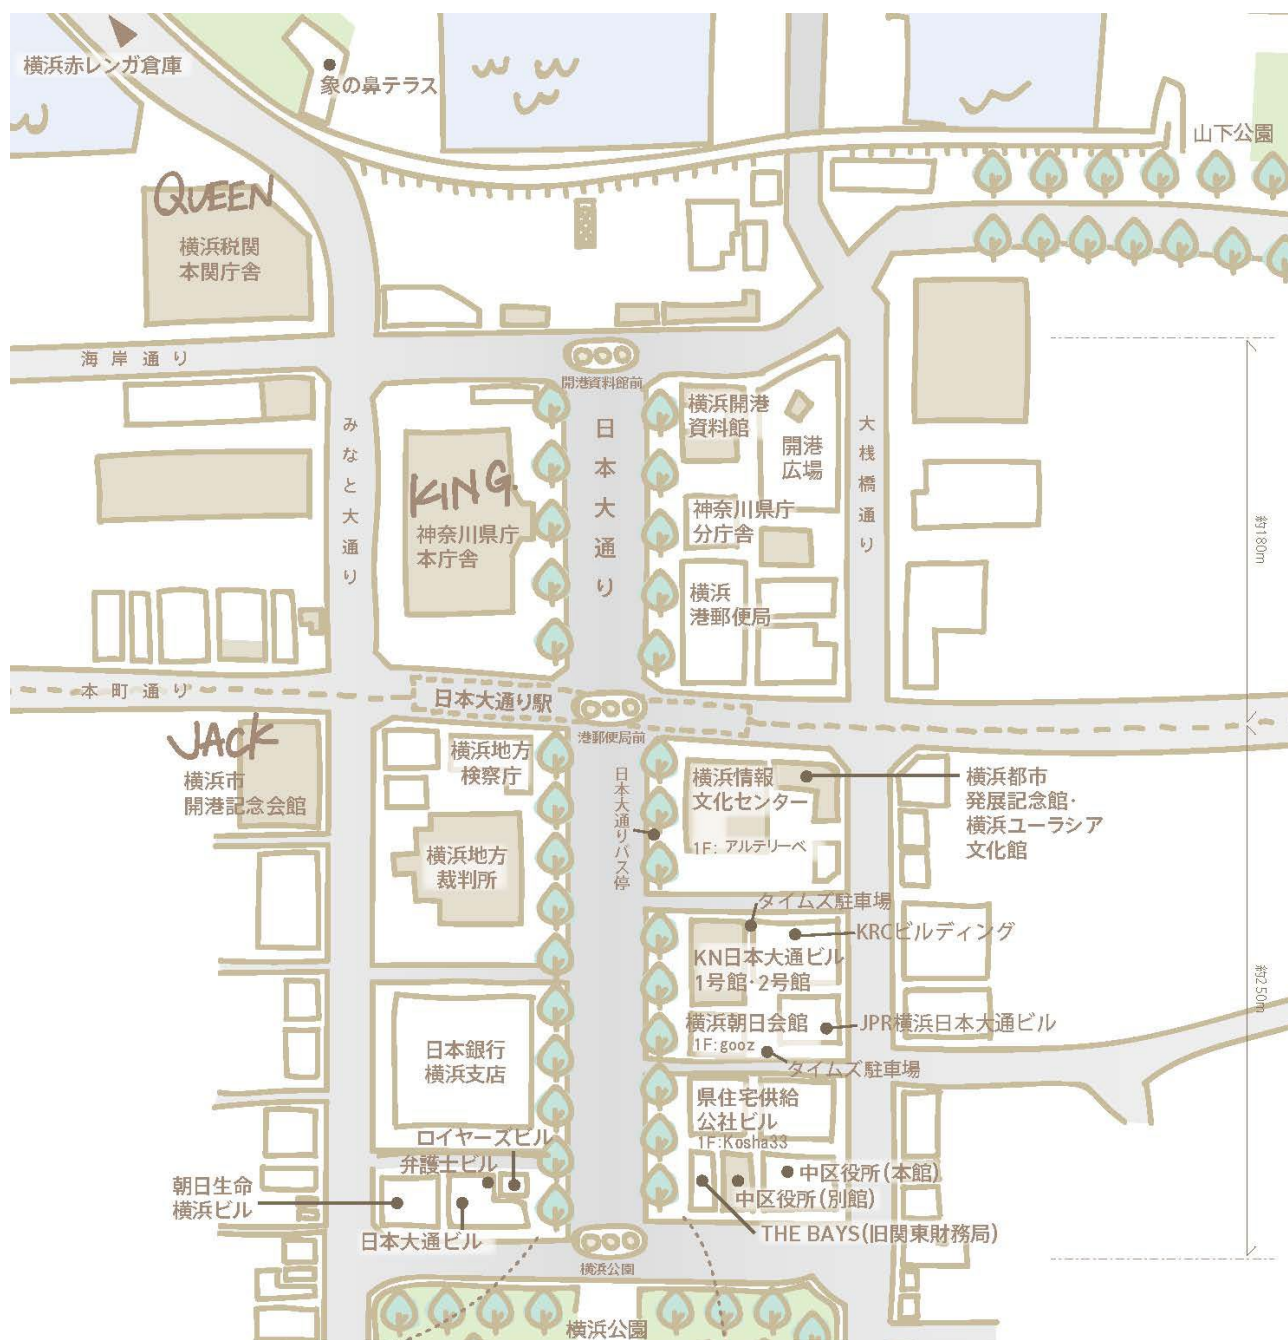 横浜赤レンガ倉庫
象の鼻テラス
山下公園
QUEEN
横浜税関
本関庁舎
海岸通り
開港資料館前
みなと大通り
日本大通り
横浜開港
資料館
開港
広場
大桟橋通り
KING.
神奈川県庁
本庁舎
神奈川県庁
分庁舎
約180m
横浜
港郵便局
本町通り
日本大通り駅
港郵便局前
JACK
横浜市
開港記念会館
横浜地方
検察庁
日本大通りバス停
横浜情報
文化センター
1F: アルテリーベ
横浜都市
発展記念館・
横浜ユーラシア
文化館
横浜地方
裁判所
タイムズ駐車場
KRCビルディング
KN日本大通ビル
1号館・2号館
約250m
横浜朝日会館
1F:gooz
JPR横浜日本大通ビル
タイムズ駐車場
日本銀行
横浜支店
県住宅供給
公社ビル
1F:Kosha33
ロイヤーズビル
弁護士ビル
朝日生命
横浜ビル
日本大通ビル
中区役所(本館)
中区役所(別館)
THE BAYS(旧関東財務局)
横浜公園
横浜公園